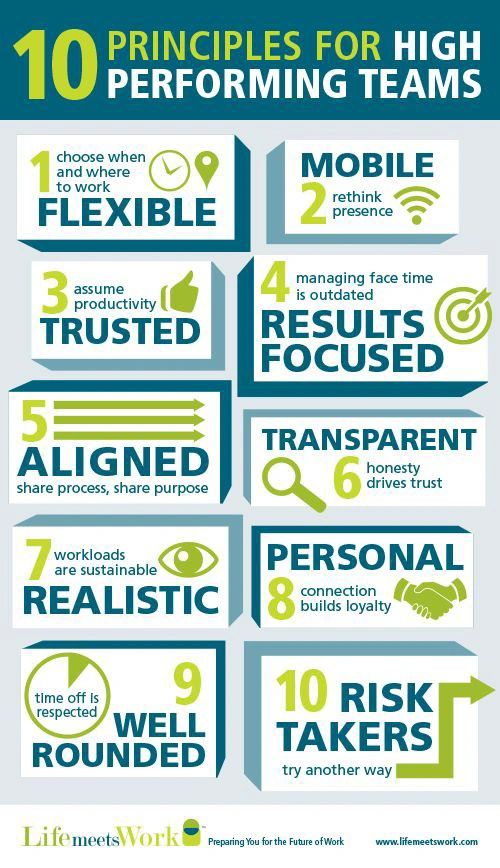 10 PRINCIPLES FOR HIGH
PERFORMING TEAMS
1 choose when
and where
to work
FLEXIBLE
MOBILE
2 rethink
presence
3 assume
productivity
TRUSTED
4 managing face time
is outdated
RESULTS
FOCUSED
5
ALIGNED
share process, share purpose
TRANSPARENT
6 honesty
drives trust
7 workloads
are sustainable
REALISTIC
PERSONAL
8 connection
builds loyalty
9
time off is
respected
WELL
ROUNDED
10 RISK
TAKERS
try another way
LifemeetsWork™ Preparing You for the Future of Work www.lifemeetswork.com